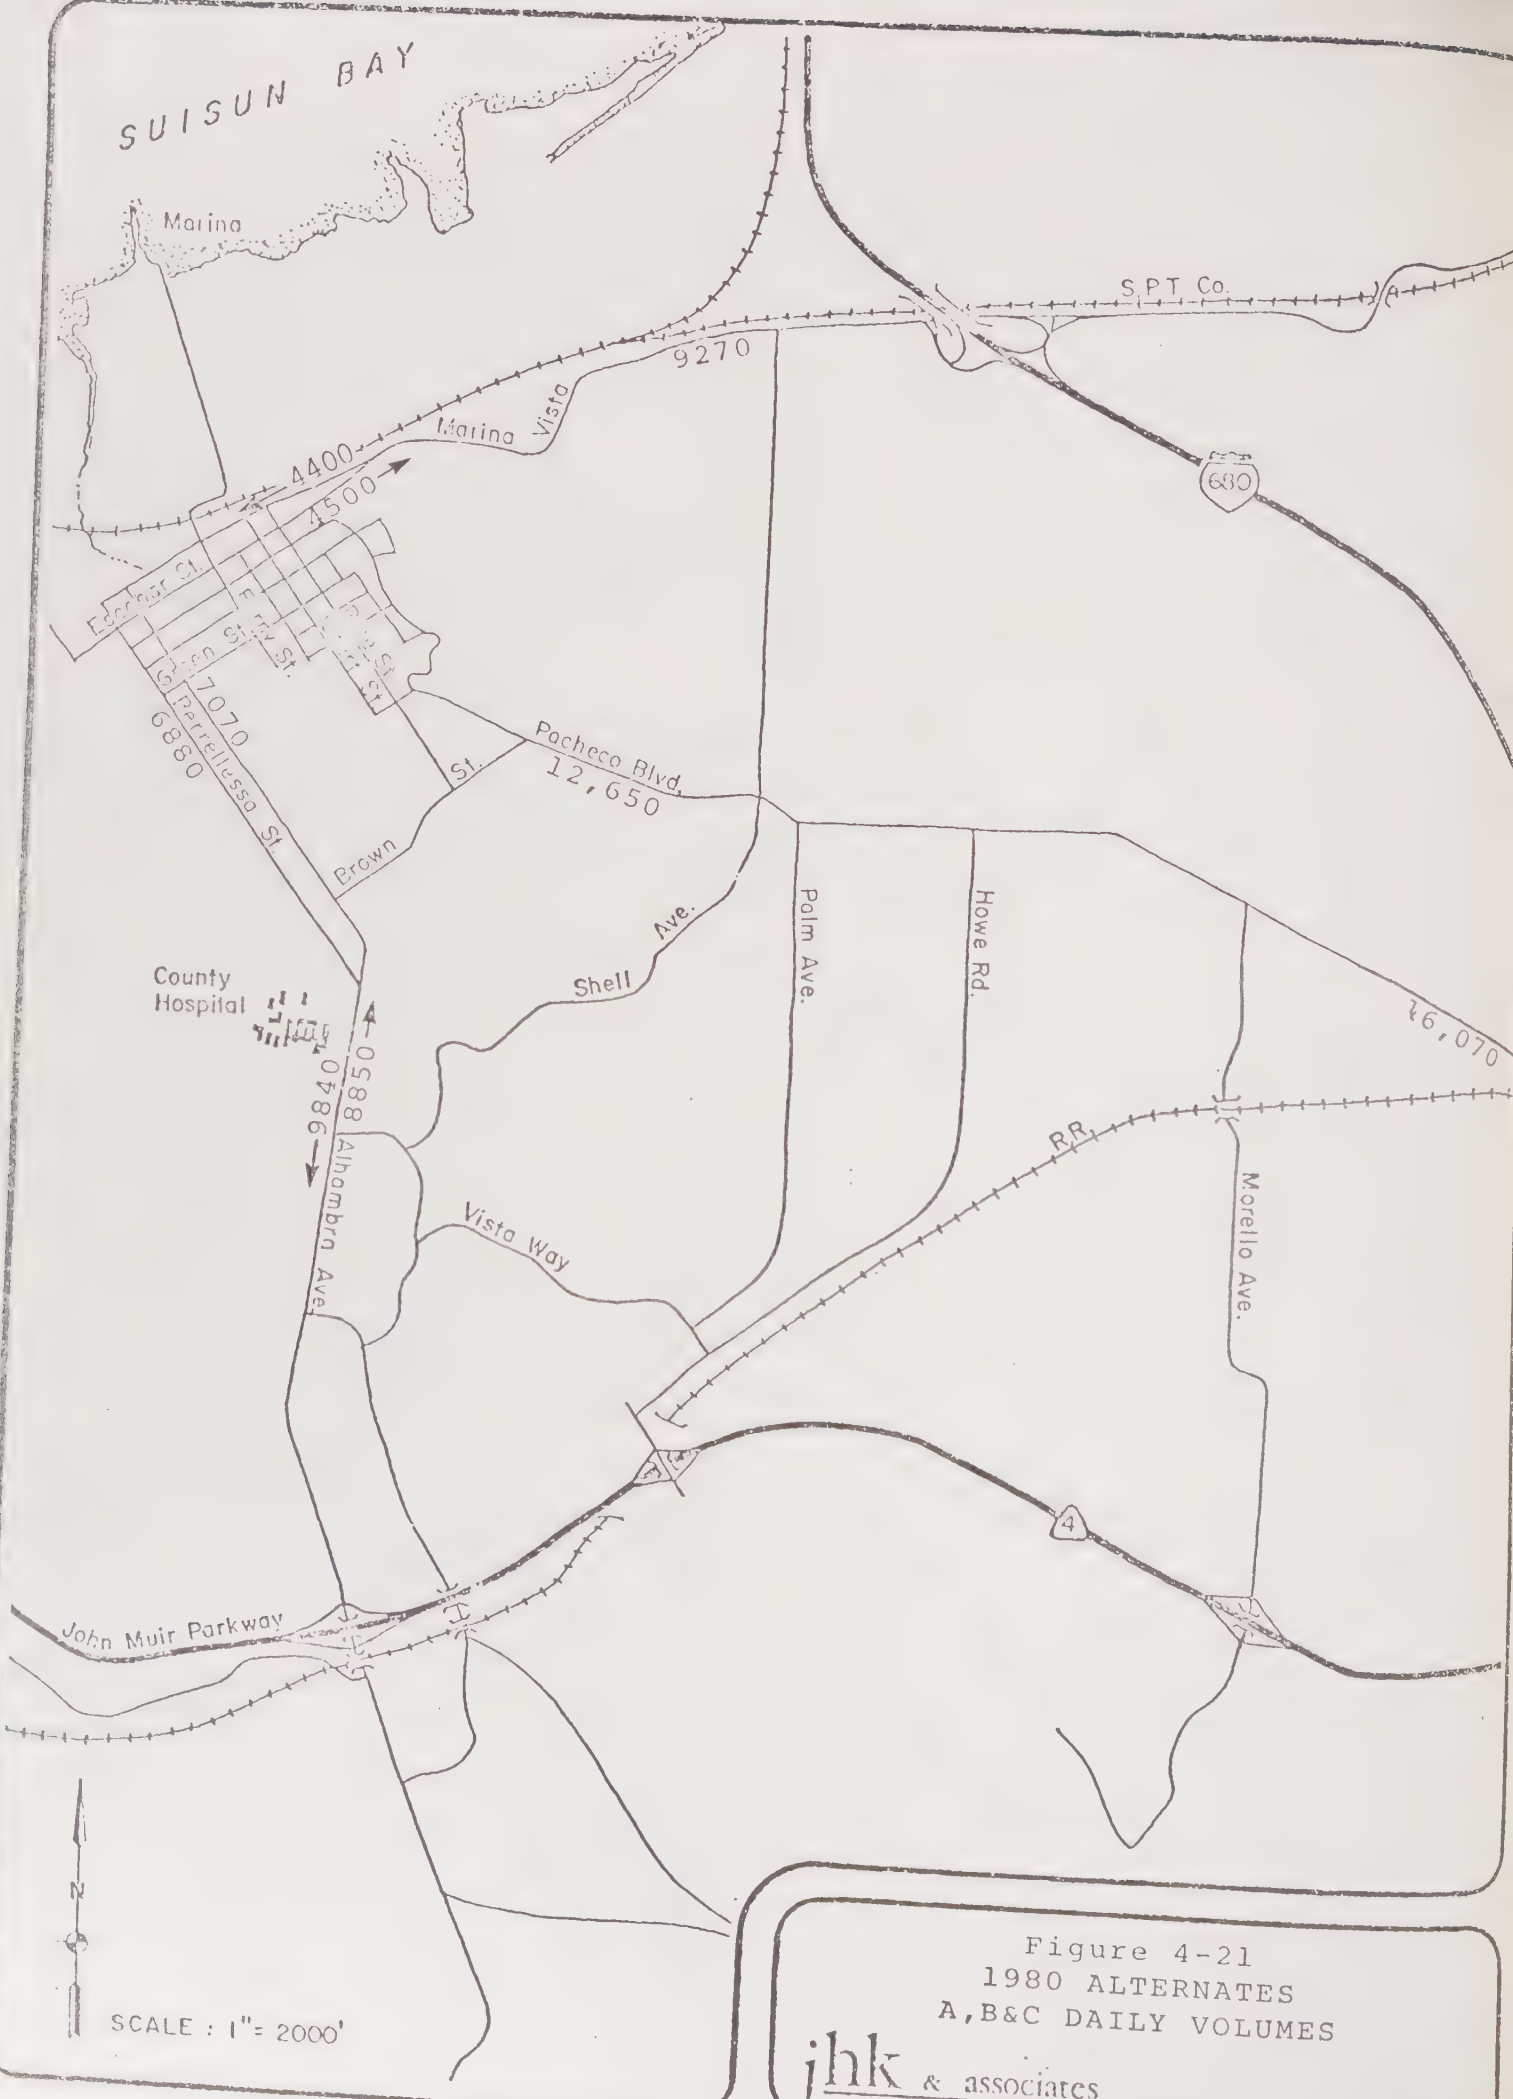 SUISUN BAY
Marina
S.P.T. Co.
9270
Marina Vista
4400
4500
680
Escobar St.
St.
Ferry St.
St.
St.
7070
Berrellessa St.
6880
Pacheco Blvd.
12,650
St.
Brown
Palm Ave.
Howe Rd.
Ave.
Shell
County
Hospital
16,070
8850
9840
R.R.
Alhambra Ave.
Vista Way
Morello Ave.
4
John Muir Parkway
N
SCALE : 1"= 2000'
Figure 4-21
1980 ALTERNATES
A,B&C DAILY VOLUMES
jhk & associates